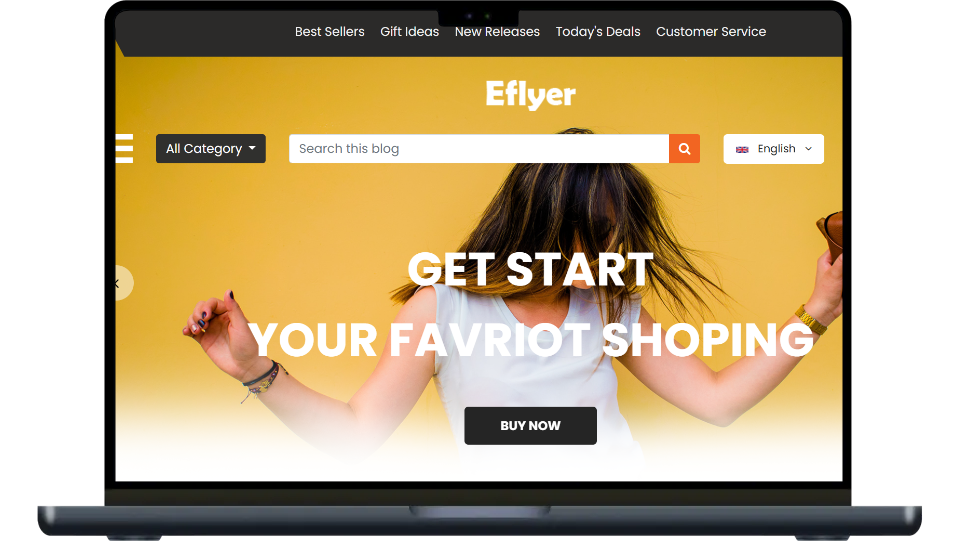 Best Sellers Gift Ideas New Releases Today's Deals Customer Service
Eflyer
All Category Search this blog English
GET START
YOUR FAVRIOT SHOPING
BUY NOW